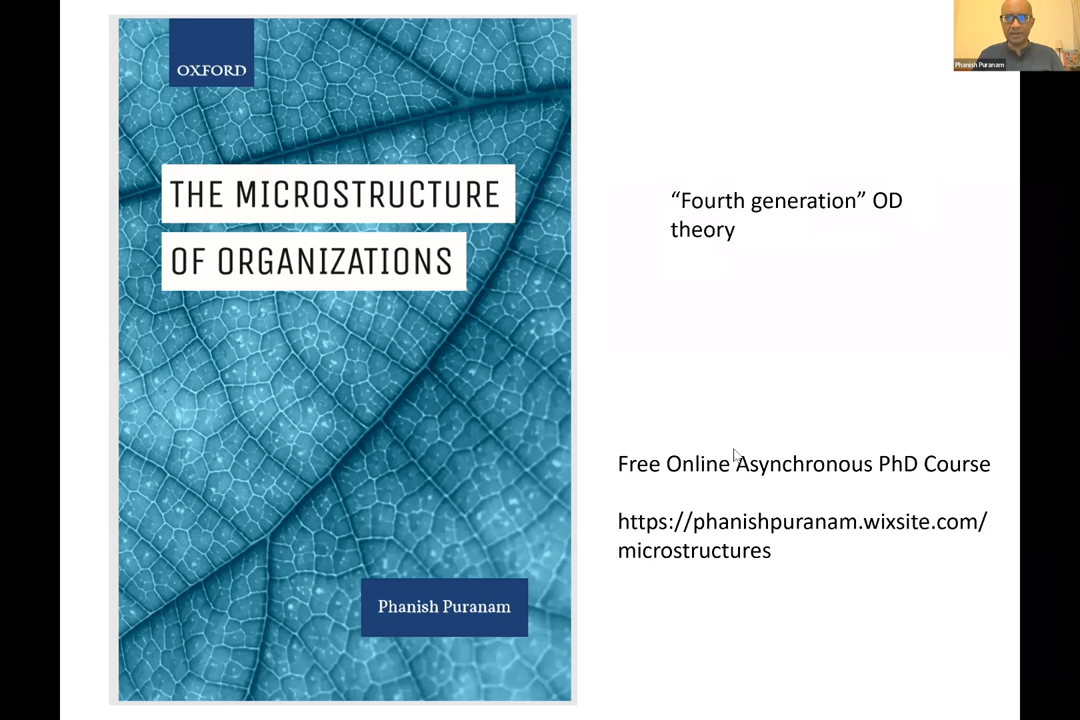 OXFORD
THE MICROSTRUCTURE
OF ORGANIZATIONS
Phanish Puranam
“Fourth generation” OD
theory
Free Online Asynchronous PhD Course
https://phanishpuranam.wixsite.com/
microstructures
Phanish Puranam